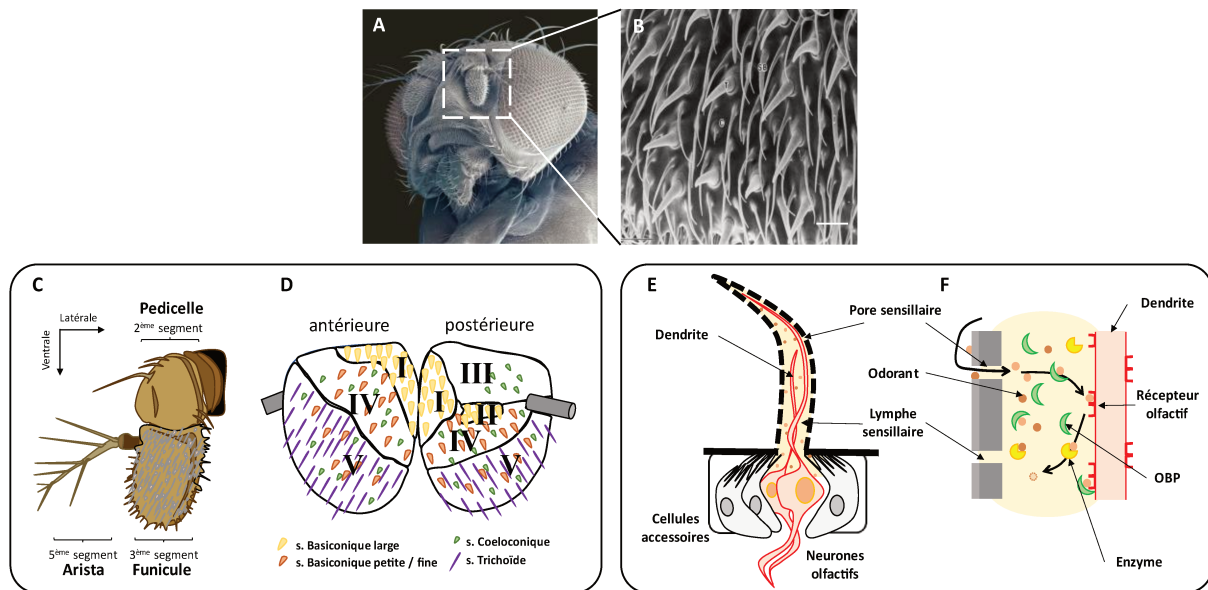 A
B
T
SB
C
C
Pedicelle
2ème segment
Latérale
Ventrale
5ème segment
Arista
3ème segment
Funicule
D
antérieure
postérieure
I
I
II
III
IV
IV
V
V
s. Basiconique large
s. Basiconique petite / fine
s. Coeloconique
s. Trichoïde
E
Dendrite
Pore sensillaire
Odorant
Lymphe
sensillaire
Cellules
accessoires
Neurones
olfactifs
F
Dendrite
Récepteur
olfactif
OBP
Enzyme